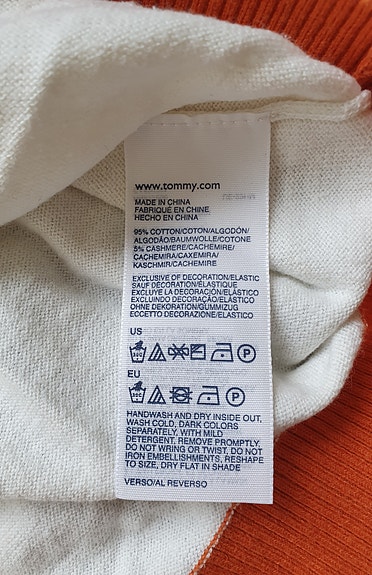 www.tommy.com
MADE IN CHINA
FABRIQUÉ EN CHINE
HECHO EN CHINA
95% COTTON/COTON/ALGODÓN/
ALGODÃO/BAUMWOLLE/COTONE
5% CASHMERE/CACHEMIRE/
CACHEMIRA/CAXEMIRA/
KASCHMIR/CACHEMIRE
EXCLUSIVE OF DECORATION/ELASTIC
SAUF DÉCORATION/ÉLASTIQUE
EXCLUYE LA DECORACIÓN/ELÁSTICO
EXCLUINDO DECORAÇÃO/ELÁSTICO
OHNE DEKORATION/GUMMIZUG
ECCETTO DECORAZIONE/ELASTICO
US
P
EU
P
HANDWASH AND DRY INSIDE OUT,
WASH COLD, DARK COLORS
SEPARATELY, WITH MILD
DETERGENT, REMOVE PROMPTLY,
DO NOT WRING OR TWIST, DO NOT
IRON EMBELLISHMENTS, RESHAPE
TO SIZE, DRY FLAT IN SHADE
VERSO/AL REVERSO